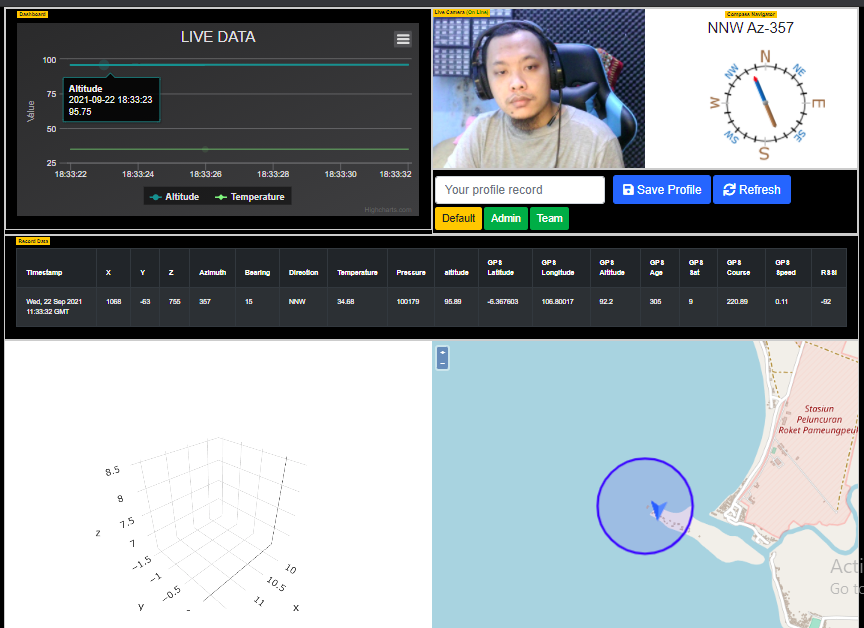 Dashboard
LIVE DATA
Value
100
75
50
25
Altitude
2021-09-22 18:33:23
95.75
18:33:22
18:33:24
18:33:26
18:33:28
18:33:30
18:33:32
Altitude
Temperature
Highcharts.com
Live Camera (On Line)
Compass Navigator
NNW Az-357
N
NE
E
SE
S
SW
W
NW
Your profile record
Save Profile
Refresh
Default
Admin
Team
Record Data
Timestamp X Y Z Azimuth Bearing Direction Temperature Pressure altitude GPS Latitude GPS Longitude GPS Altitude GPS Age GPS Sat GPS Course GPS Speed RSSI
Wed, 22 Sep 2021 11:33:32 GMT 1068 -63 755 357 15 NNW 34.68 100179 95.89 -6.367603 106.80017 92.2 305 9 220.89 0.11 -92
8.5
8
7.5
7
z
−1.5
−1
−0.5
y
10
10.5
11
x
+
−
Stasiun
Peluncuran
Roket Pameungpeuk
Acti
Go to